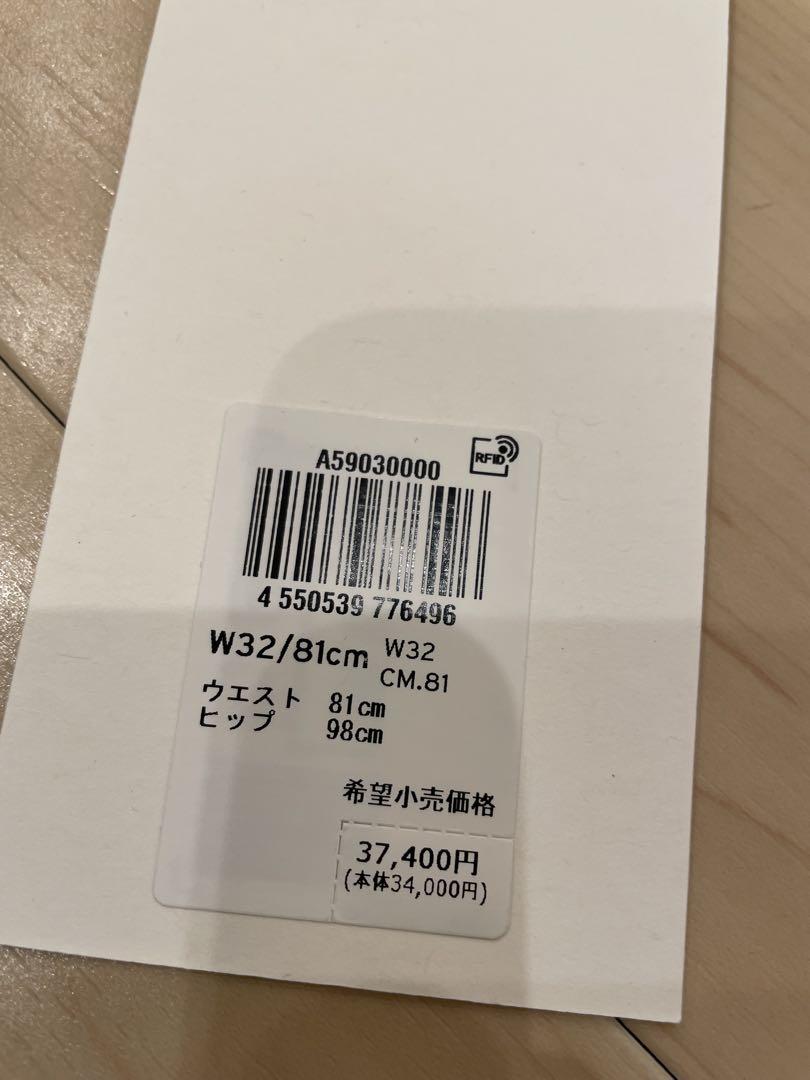 A59030000
RFID
4 550539 776496
W32/81cm
W32
CM.81
ウエスト 81cm
ヒップ 98cm
希望小売価格
37,400円
(本体34,000円)